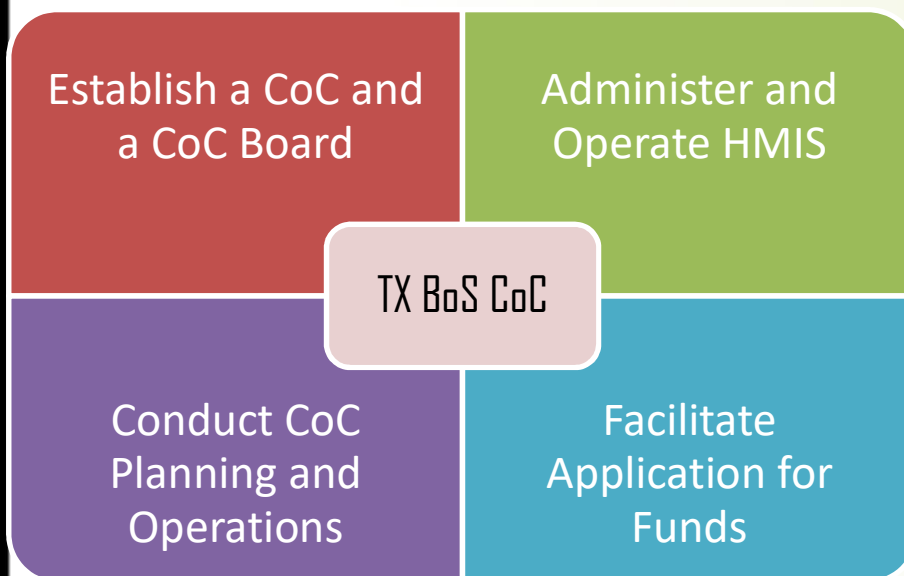 Establish a CoC and
a CoC Board
Administer and
Operate HMIS
TX BoS CoC
Conduct CoC
Planning and
Operations
Facilitate
Application for
Funds